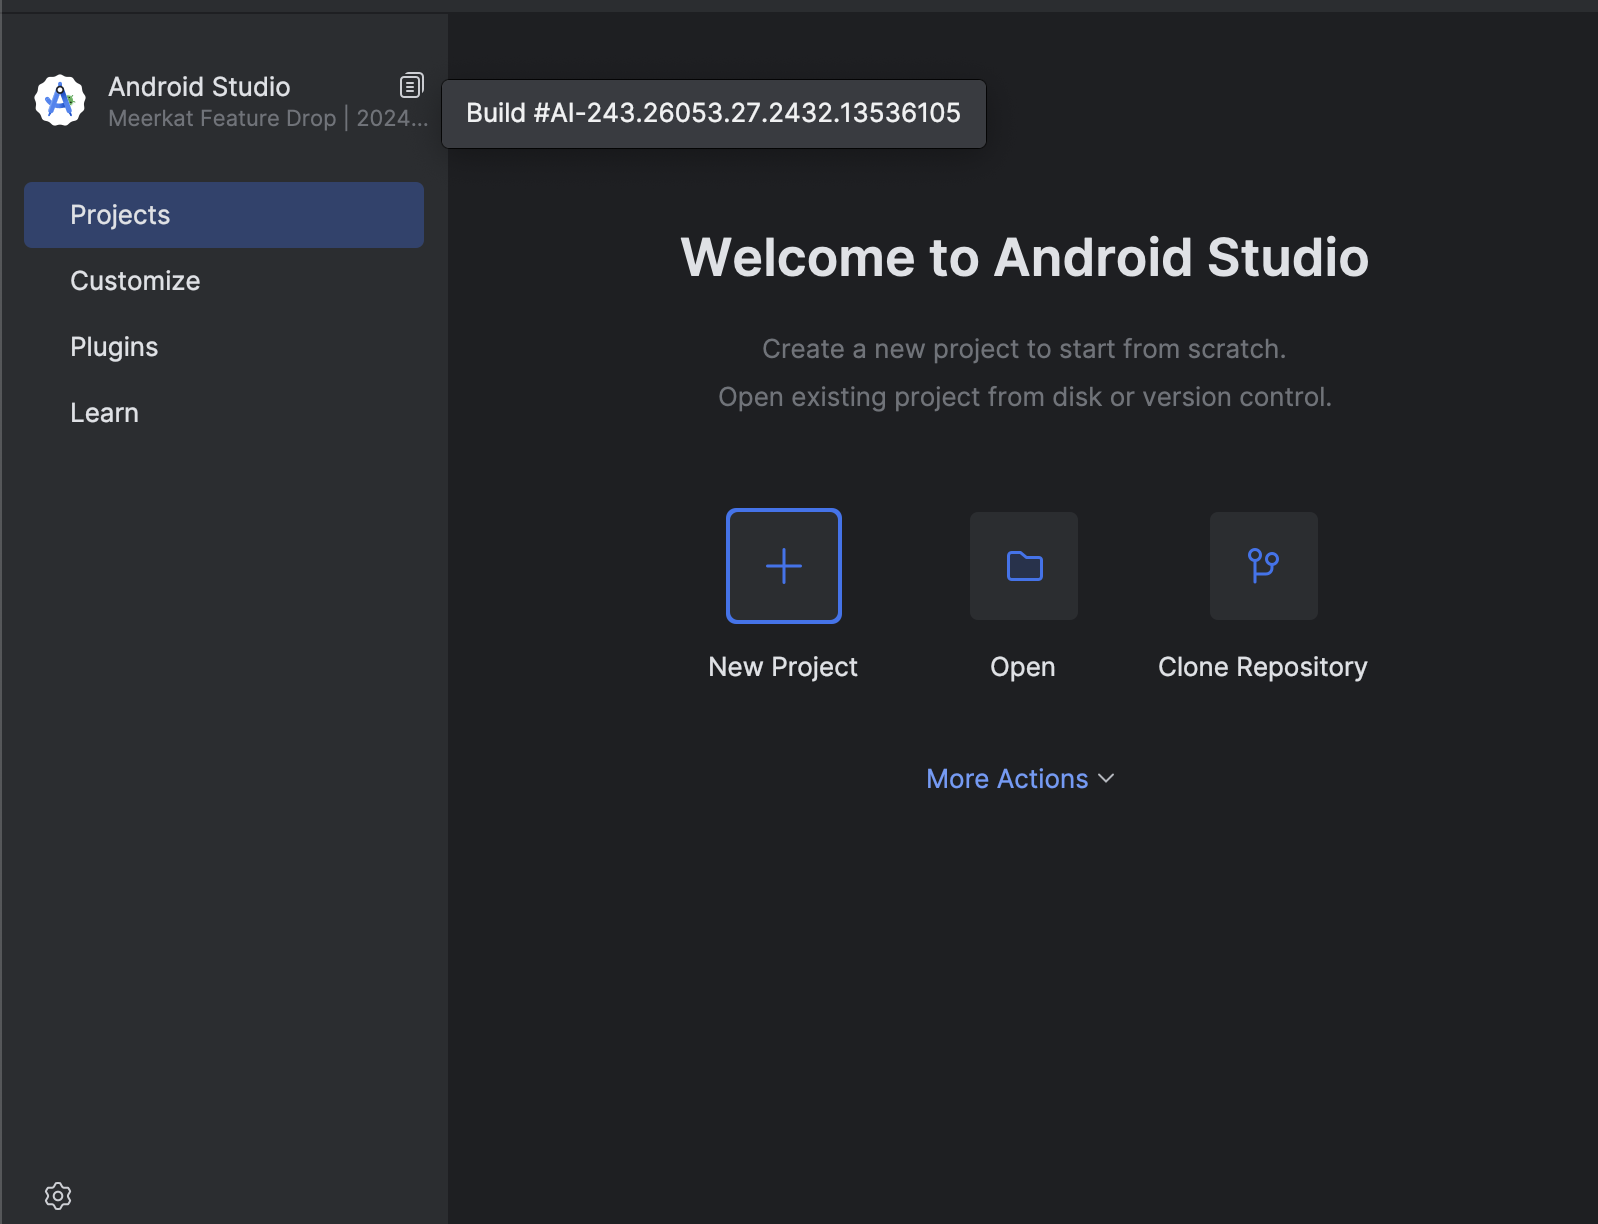 Android Studio
Meerkat Feature Drop | 2024...
Build #AI-243.26053.27.2432.13536105
Projects
Customize
Plugins
Learn
Welcome to Android Studio
Create a new project to start from scratch.
Open existing project from disk or version control.
New Project
Open
Clone Repository
More Actions